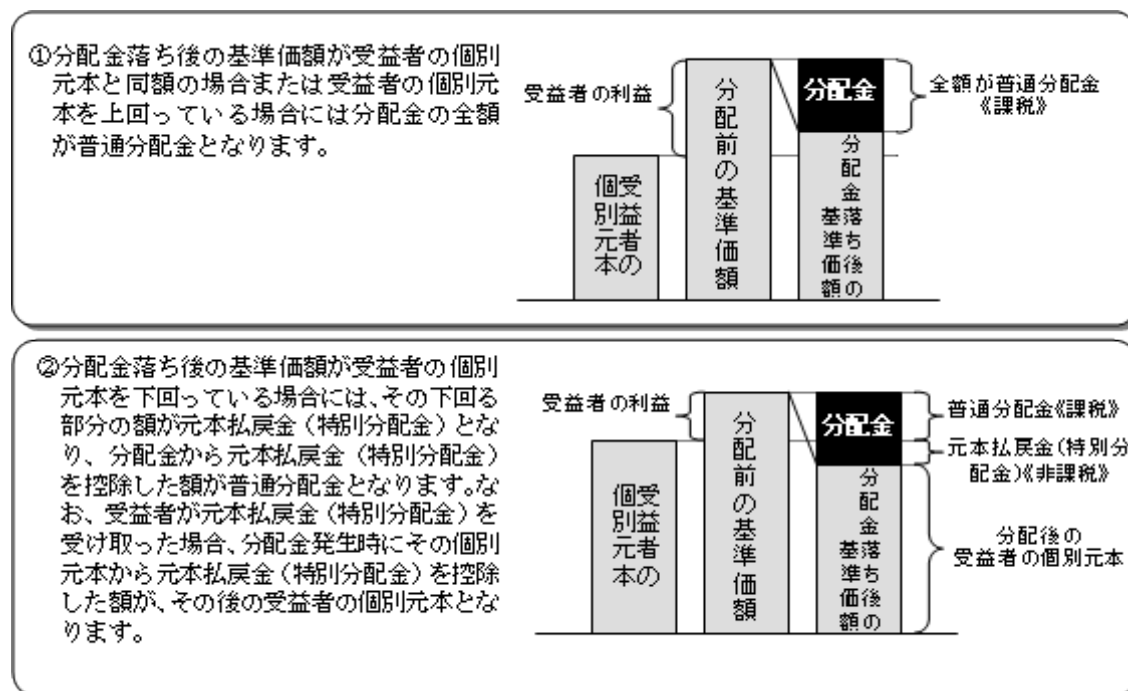 ①分配金落ち後の基準価額が受益者の個別
元本と同額の場合または受益者の個別元
本を上回っている場合には分配金の全額
が普通分配金となります。
受益者の利益
受益者の
個別元本
分配前の基準価額
分配金
分配金落ち後の
基準価額
全額が普通分配金
《課税》
②分配金落ち後の基準価額が受益者の個別
元本を下回っている場合には、その下回る
部分の額が元本払戻金(特別分配金)とな
り、分配金から元本払戻金(特別分配金)
を控除した額が普通分配金となります。な
お、受益者が元本払戻金(特別分配金)を
受け取った場合、分配金発生時にその個別
元本から元本払戻金(特別分配金)を控除
した額が、その後の受益者の個別元本とな
ります。
受益者の利益
受益者の
個別元本
分配前の基準価額
分配金
分配金落ち後の
基準価額
普通分配金《課税》
元本払戻金(特別分
配金)《非課税》
分配後の
受益者の個別元本